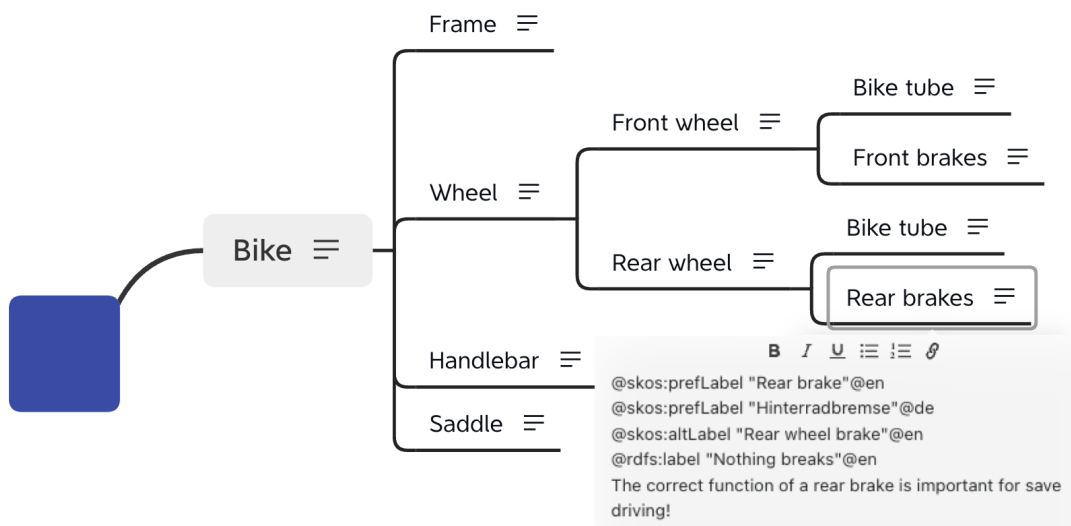 Frame
Bike tube
Front wheel
Front brakes
Wheel
Bike tube
Bike
Rear wheel
Rear brakes
B I U
Handlebar
@skos:prefLabel "Rear brake"@en
@skos:prefLabel "Hinterradbremse"@de
Saddle
@skos:altLabel "Rear wheel brake"@en
@rdfs:label "Nothing breaks"@en
The correct function of a rear brake is important for save
driving!